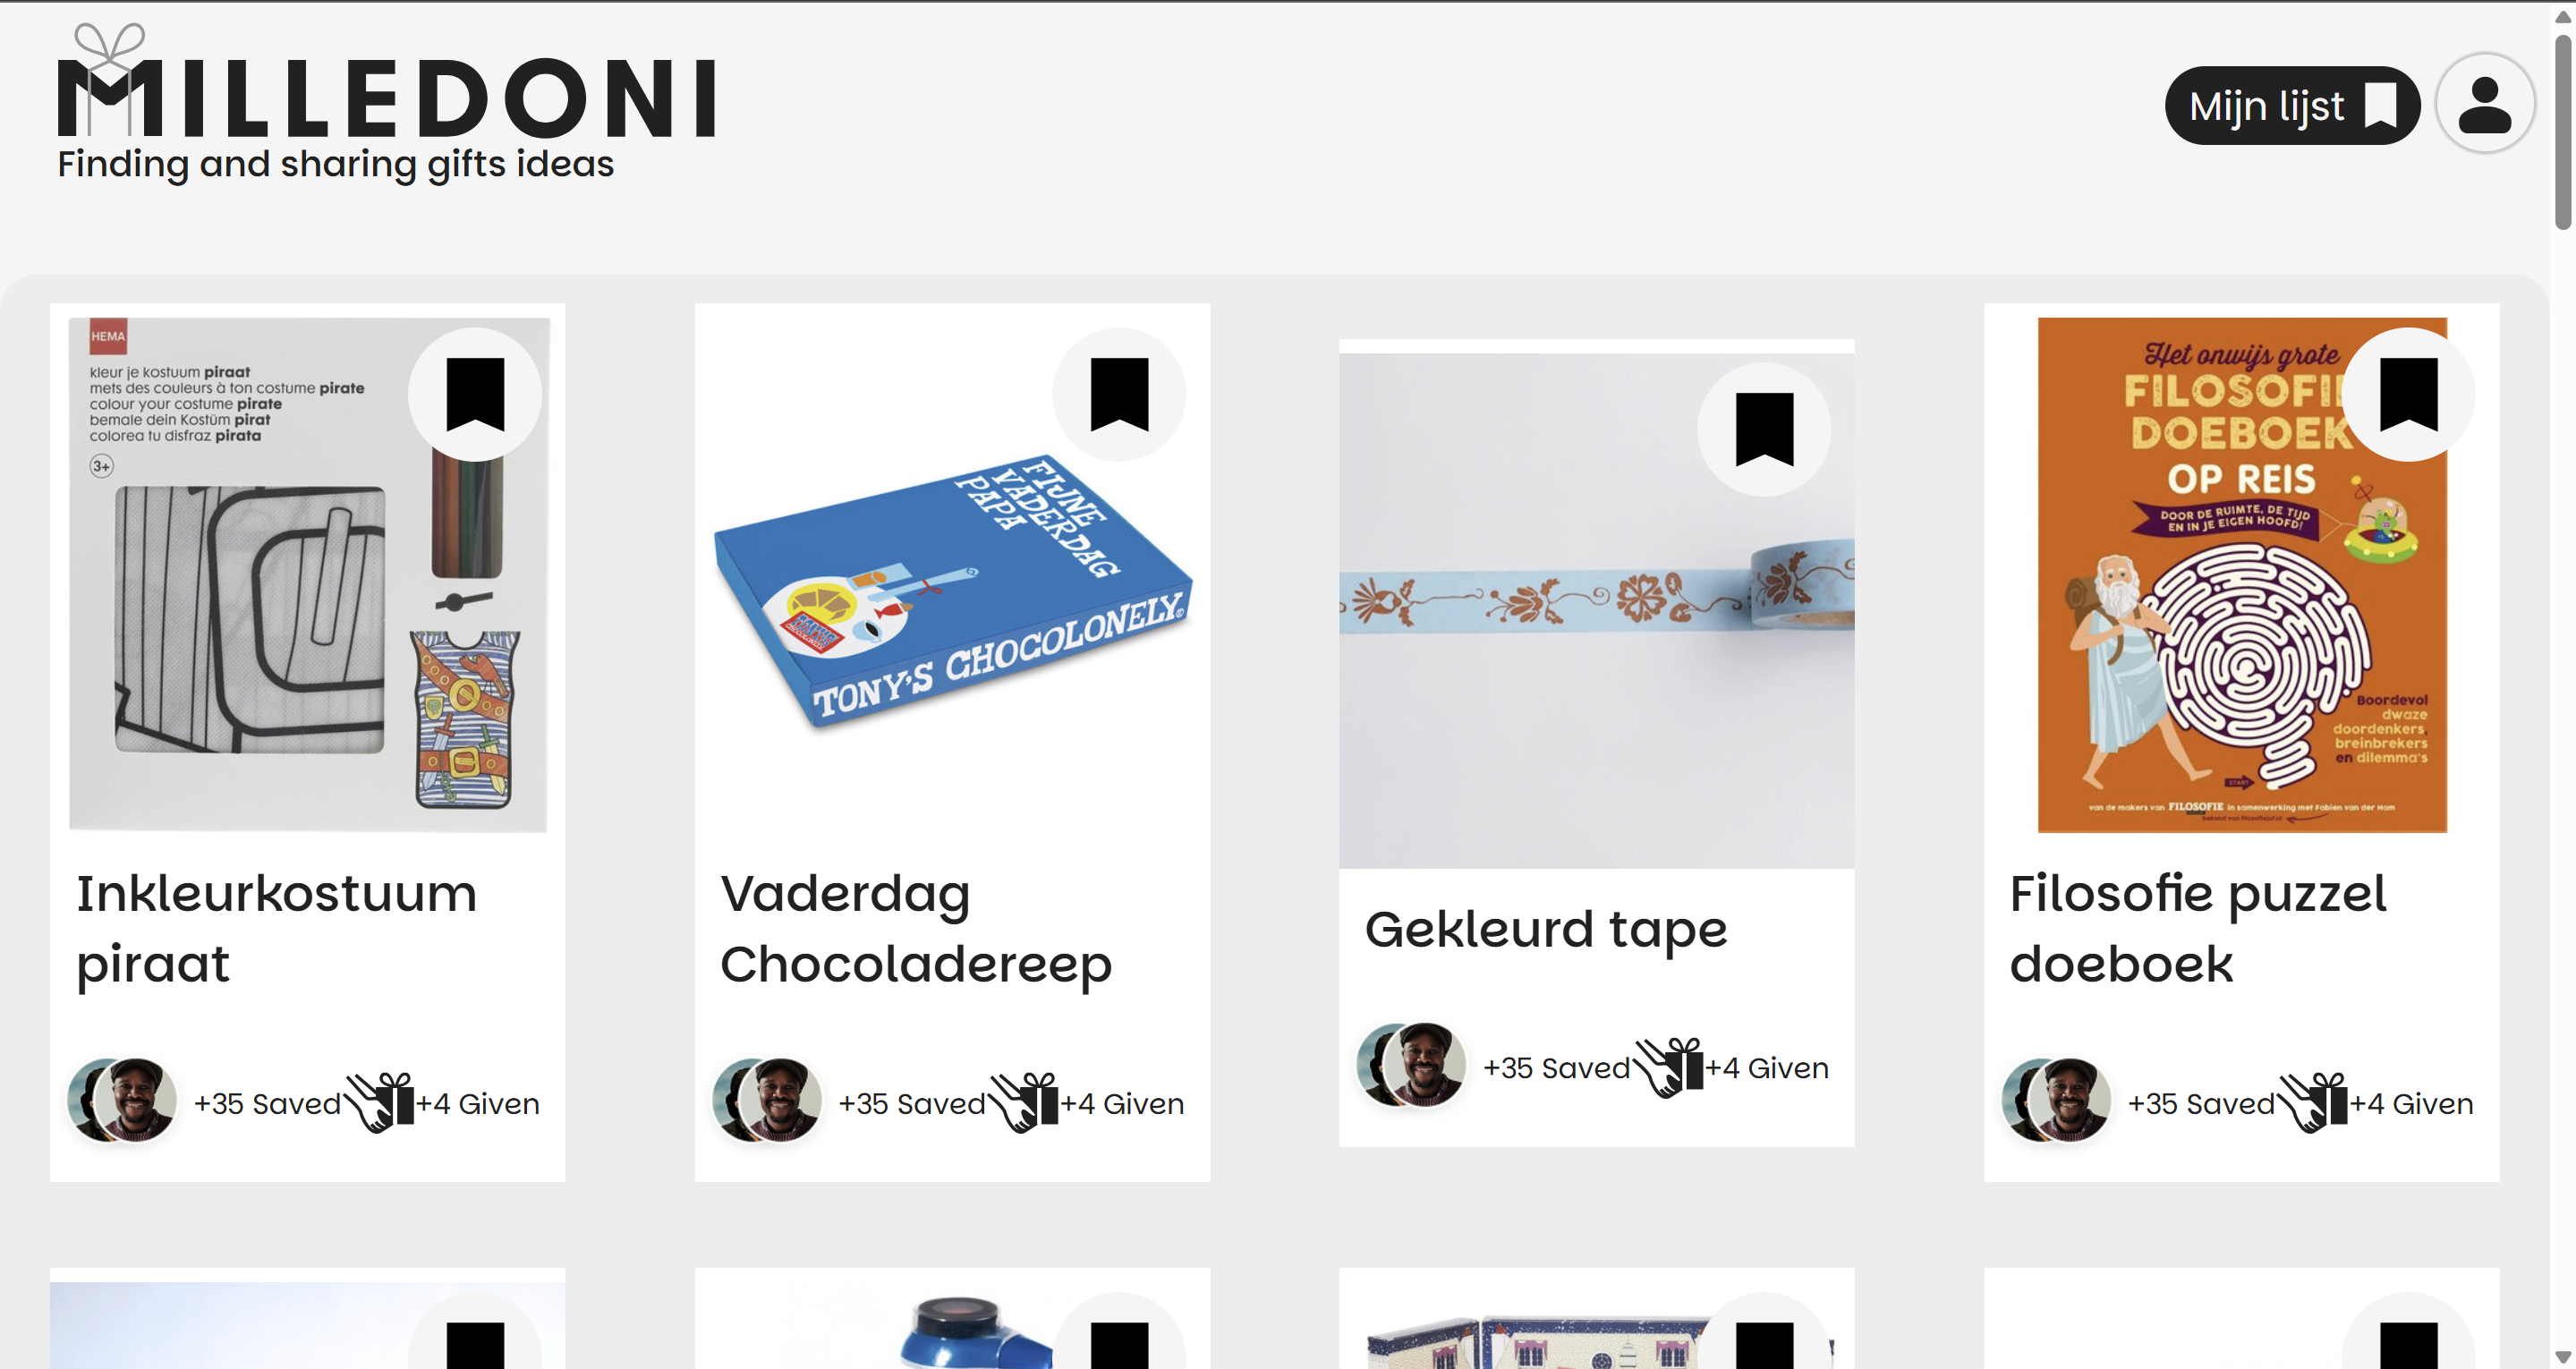 MILLEDONI
Finding and sharing gifts ideas
Mijn lijst
HEMA
kleur je kostuum piraat
mets des couleurs à ton costume pirate
colour your costume pirate
bemale dein Kostüm pirat
colorea tu disfraz pirata
3+
FIJNE
VADERDAG
PAPA
TONY'S CHOCOLONELY
Het onwijs grote
DOEBOEK
OP REIS
DOOR DE RUIMTE, DE TIJD
EN IN JE EIGEN HOOFD!
Boordevol
dwaze
doordenkers,
breinbrekers
en dilemma's
START
van de makers van FILOSOFIE in samenwerking met Fabien van der Ham
Inkleurkostuum
piraat
Vaderdag
Chocoladereep
Gekleurd tape
Filosofie puzzel
doeboek
+35 Saved +4 Given
+35 Saved +4 Given
+35 Saved +4 Given
+35 Saved +4 Given